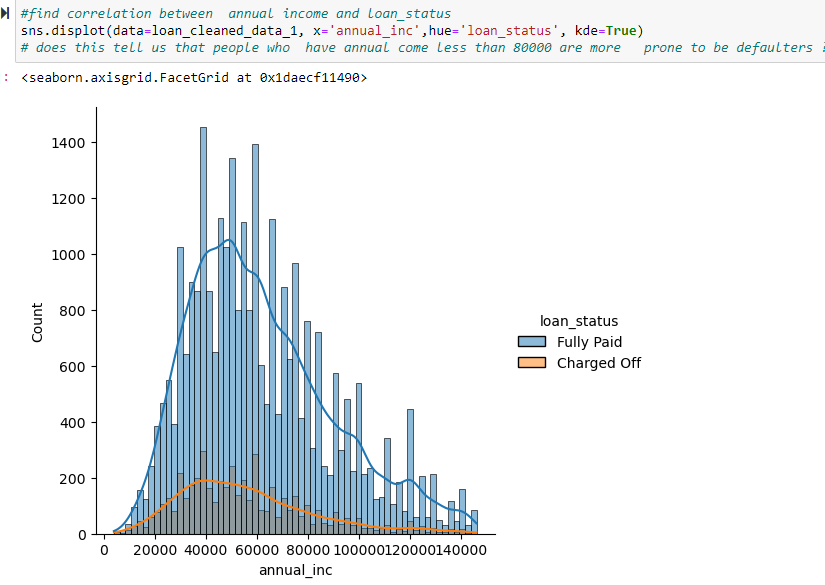 #find correlation between annual income and loan_status
sns.displot(data=loan_cleaned_data_1, x='annual_inc',hue='loan_status', kde=True)
# does this tell us that people who have annual come less than 80000 are more prone to be defaulters
: <seaborn.axisgrid.FacetGrid at 0x1daecf11490>
1400
1200
1000
800
600
400
200
0
Count
0 20000 40000 60000 80000 100000 120000 140000
annual_inc
loan_status
Fully Paid
Charged Off